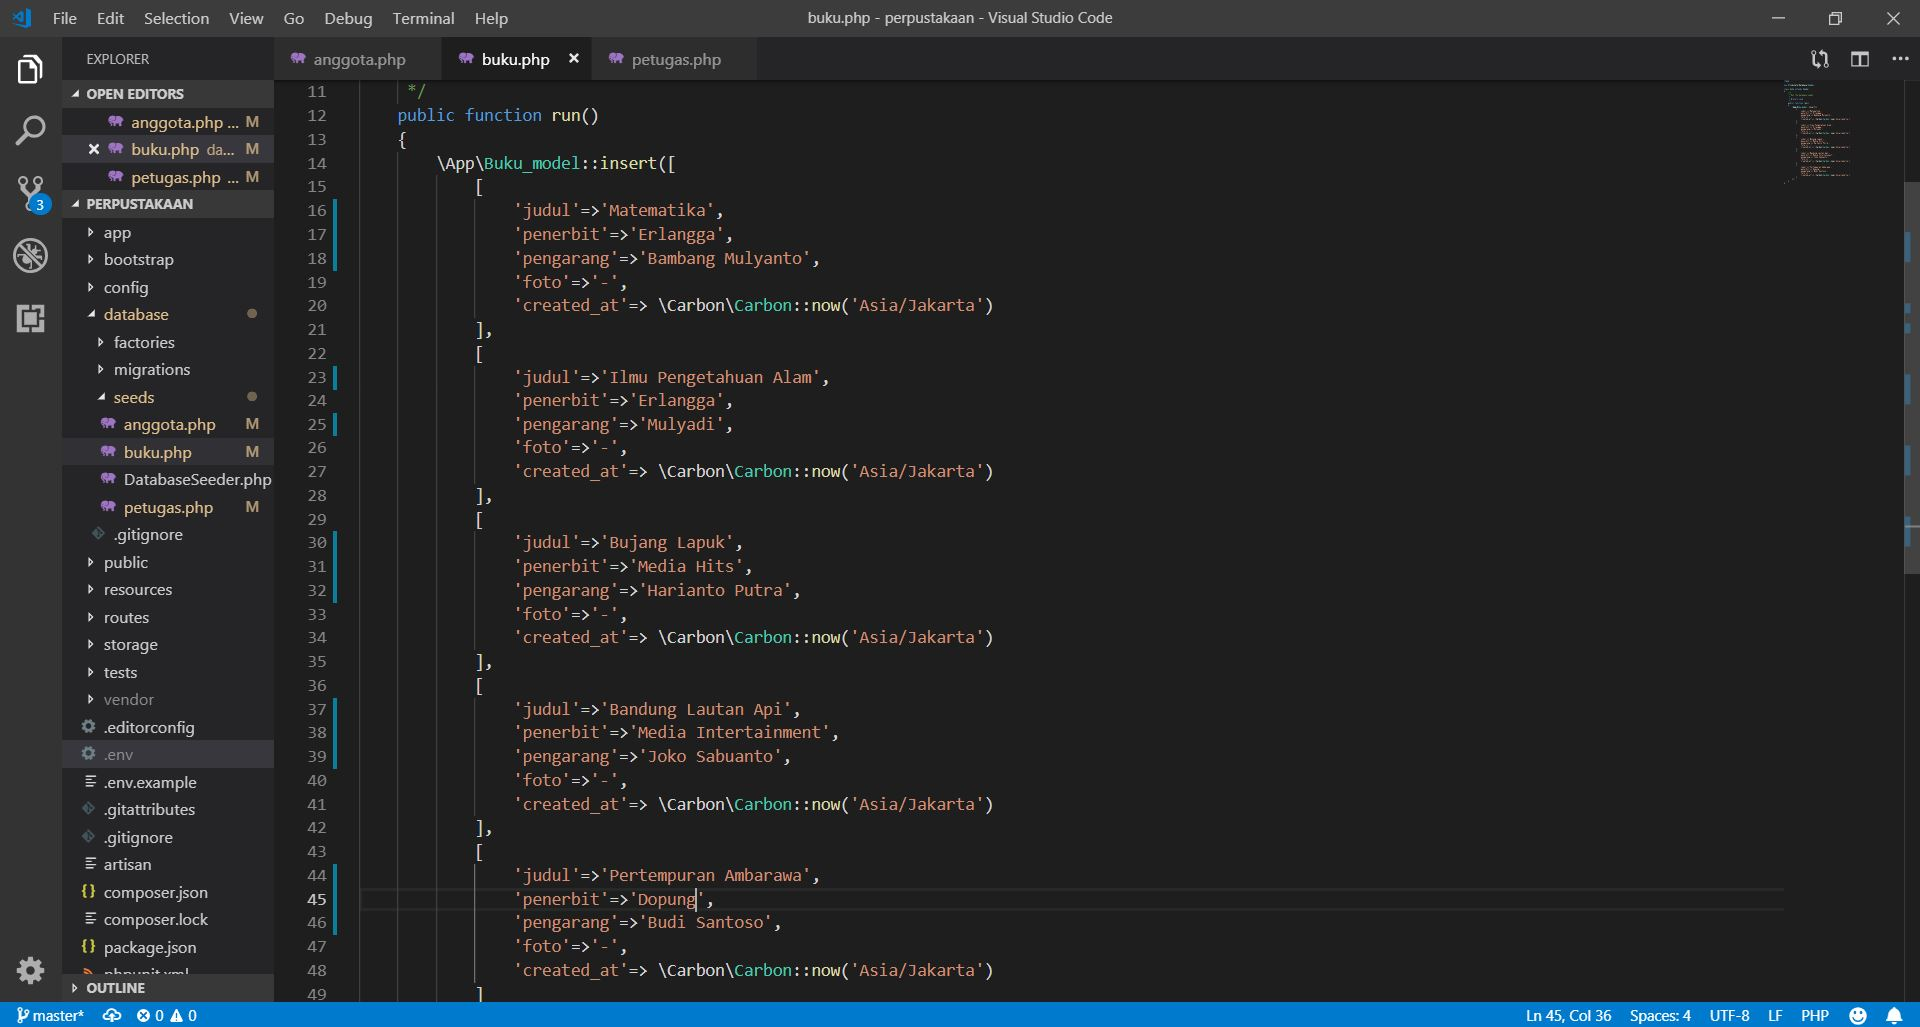 File Edit Selection View Go Debug Terminal Help
buku.php - perpustakaan - Visual Studio Code
EXPLORER
anggota.php
buku.php
petugas.php
OPEN EDITORS
anggota.php ... M
buku.php da... M
petugas.php ... M
3
PERPUSTAKAAN
app
bootstrap
config
database
factories
migrations
seeds
anggota.php M
buku.php M
DatabaseSeeder.php
petugas.php M
.gitignore
public
resources
routes
storage
tests
vendor
.editorconfig
.env
.env.example
.gitattributes
.gitignore
artisan
composer.json
composer.lock
package.json
phpunit.xml
OUTLINE
11 */
12 public function run()
13 {
14 \App\Buku_model::insert([
15 [
16 'judul'=>'Matematika',
17 'penerbit'=>'Erlangga',
18 'pengarang'=>'Bambang Mulyanto',
19 'foto'=>'-',
20 'created_at'=> \Carbon\Carbon::now('Asia/Jakarta')
21 ],
22 [
23 'judul'=>'Ilmu Pengetahuan Alam',
24 'penerbit'=>'Erlangga',
25 'pengarang'=>'Mulyadi',
26 'foto'=>'-',
27 'created_at'=> \Carbon\Carbon::now('Asia/Jakarta')
28 ],
29 [
30 'judul'=>'Bujang Lapuk',
31 'penerbit'=>'Media Hits',
32 'pengarang'=>'Harianto Putra',
33 'foto'=>'-',
34 'created_at'=> \Carbon\Carbon::now('Asia/Jakarta')
35 ],
36 [
37 'judul'=>'Bandung Lautan Api',
38 'penerbit'=>'Media Intertainment',
39 'pengarang'=>'Joko Sabuanto',
40 'foto'=>'-',
41 'created_at'=> \Carbon\Carbon::now('Asia/Jakarta')
42 ],
43 [
44 'judul'=>'Pertempuran Ambarawa',
45 'penerbit'=>'Dopung',
46 'pengarang'=>'Budi Santoso',
47 'foto'=>'-',
48 'created_at'=> \Carbon\Carbon::now('Asia/Jakarta')
49 ]
master* 0 0
Ln 45, Col 36 Spaces: 4 UTF-8 LF PHP